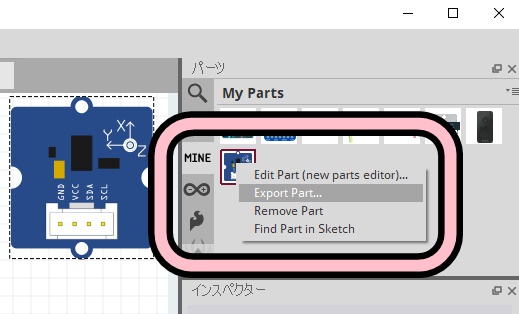 パーツ
My Parts
MINE
Edit Part (new parts editor)...
Export Part...
Remove Part
Find Part in Sketch
X
Y
Z
GND
VCC
SDA
SCL
インスペクター